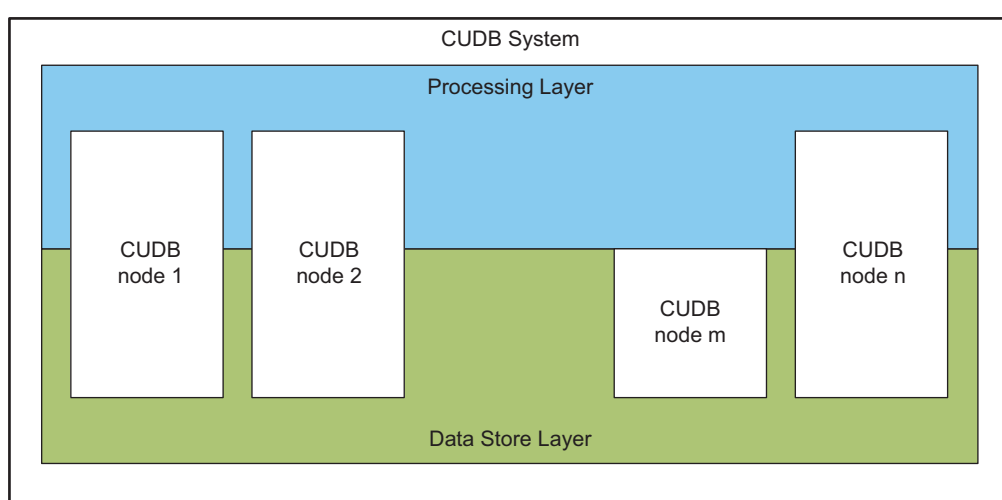 CUDB System
Processing Layer
CUDB
node 1
CUDB
node 2
CUDB
node m
CUDB
node n
Data Store Layer